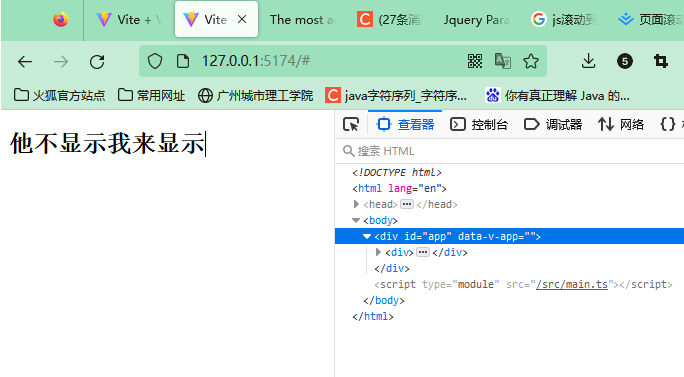 Vite + V
Vite
The most a
(27条消
Jquery Para
js滚动到
页面滚动
127.0.0.1:5174/#
5
火狐官方站点
常用网址
广州城市理工学院
java字符序列_字符序...
你有真正理解 Java 的...
他不显示我来显示
查看器
控制台
调试器
网络
搜索 HTML
<!DOCTYPE html>
<html lang="en">
<head>...</head>
<body>
<div id="app" data-v-app="">
<div>...</div>
</div>
<script type="module" src="/src/main.ts"></script>
</body>
</html>